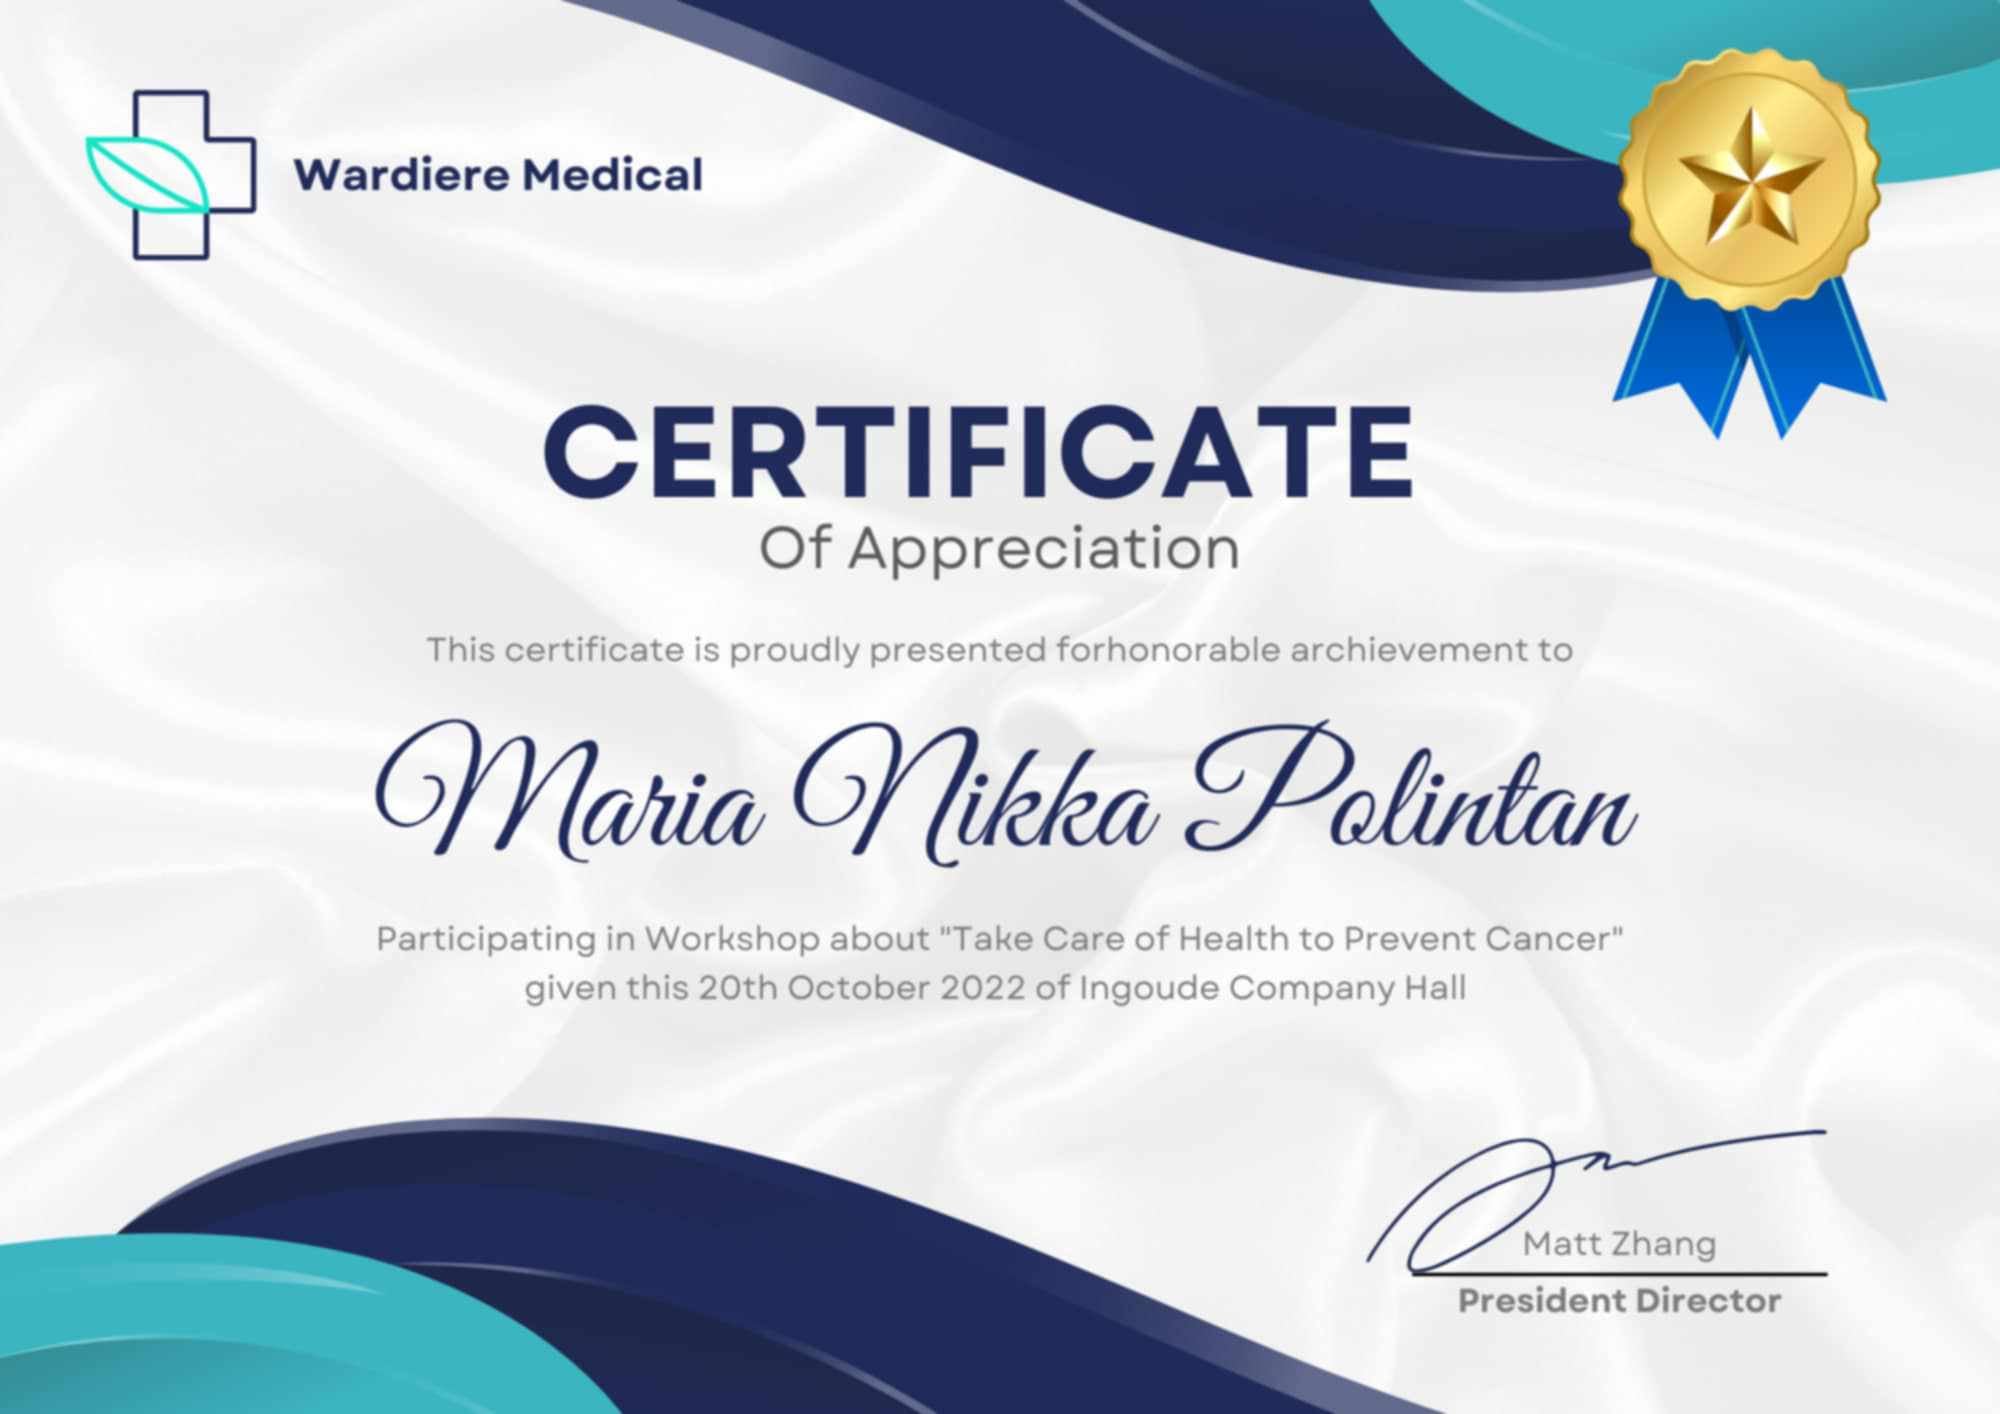 Wardiere Medical
CERTIFICATE
Of Appreciation
This certificate is proudly presented forhonorable archievement to
Maria Nikka Polintan
Participating in Workshop about "Take Care of Health to Prevent Cancer"
given this 20th October 2022 of Ingoude Company Hall
Matt Zhang
President Director